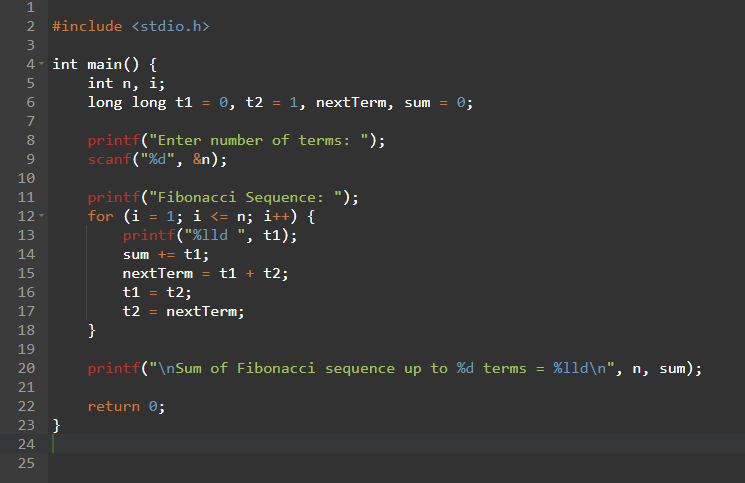 1
2 #include <stdio.h>
3
4 int main() {
5     int n, i;
6     long long t1 = 0, t2 = 1, nextTerm, sum = 0;
7
8     printf("Enter number of terms: ");
9     scanf("%d", &n);
10
11     printf("Fibonacci Sequence: ");
12     for (i = 1; i <= n; i++) {
13         printf("%lld ", t1);
14         sum += t1;
15         nextTerm = t1 + t2;
16         t1 = t2;
17         t2 = nextTerm;
18     }
19
20     printf("\nSum of Fibonacci sequence up to %d terms = %lld\n", n, sum);
21
22     return 0;
23 }
24
25